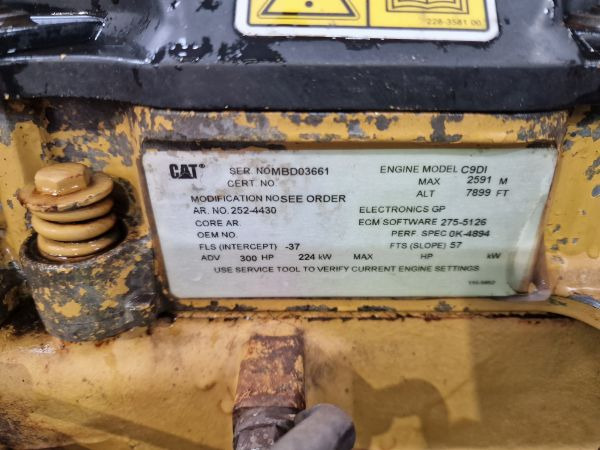 228-3581 00
CAT® SER. NO MBD03661 ENGINE MODEL C9DI
CERT. NO. MAX 2591 M
MODIFICATION NO SEE ORDER ALT 7899 FT
AR. NO. 252-4430 ELECTRONICS GP
CORE AR. ECM SOFTWARE 275-5126
OEM NO. PERF. SPEC 0K-4894
FLS (INTERCEPT) -37 FTS (SLOPE) 57
ADV 300 HP 224 kW MAX HP kW
USE SERVICE TOOL TO VERIFY CURRENT ENGINE SETTINGS